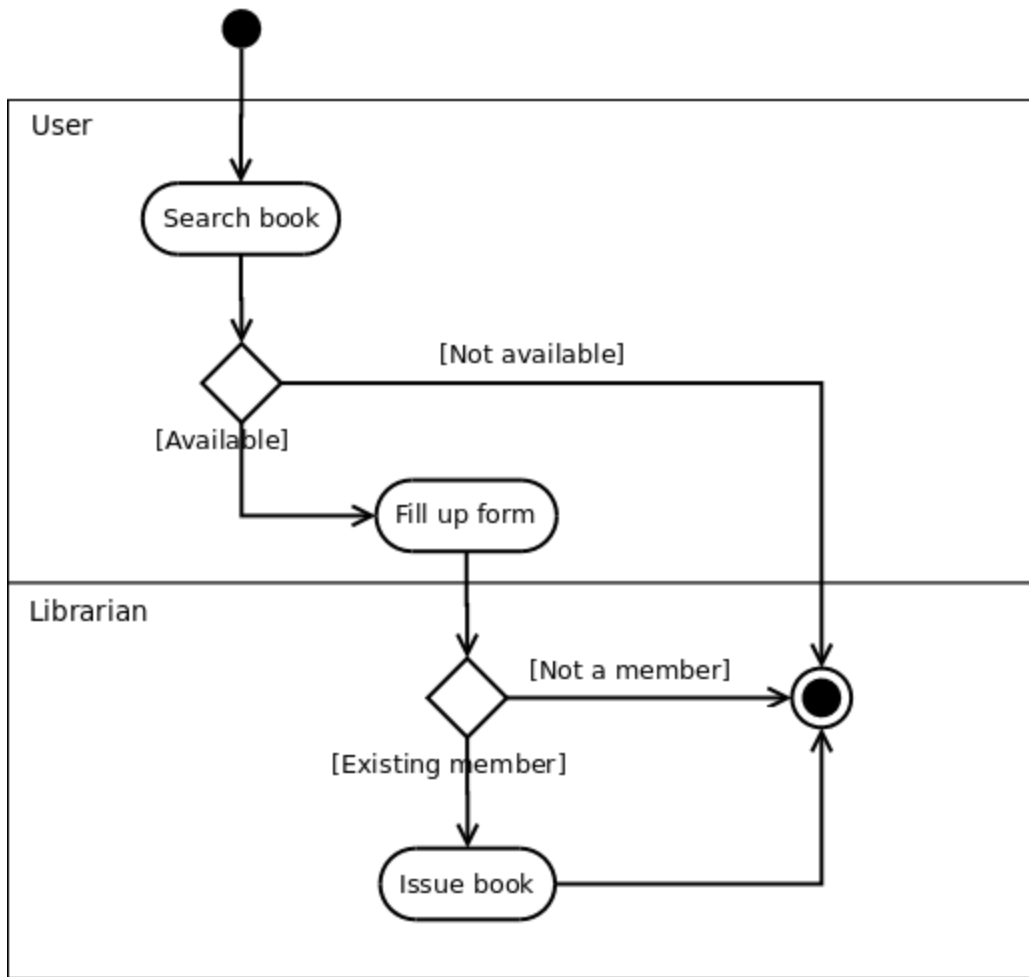 User
Search book
[Not available]
[Available]
Fill up form
Librarian
[Not a member]
[Existing member]
Issue book